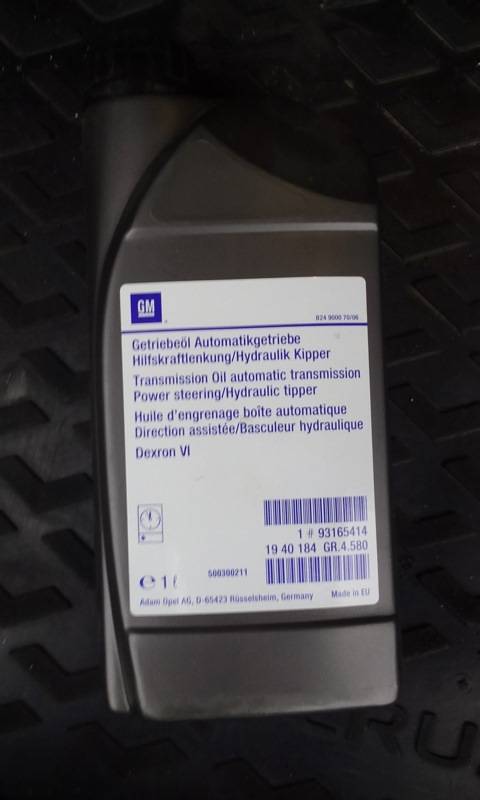 GM
824 9000 70/06
Getriebeöl Automatikgetriebe
Hilfskraftlenkung/Hydraulik Kipper
Transmission Oil automatic transmission
Power steering/Hydraulic tipper
Huile d'engrenage boîte automatique
Direction assistée/Basculeur hydraulique
Dexron VI
1 # 93165414
19 40 184 GR.4.580
500300211
℮ 1 ℓ
Adam Opel AG, D-65423 Rüsselsheim, Germany Made in EU